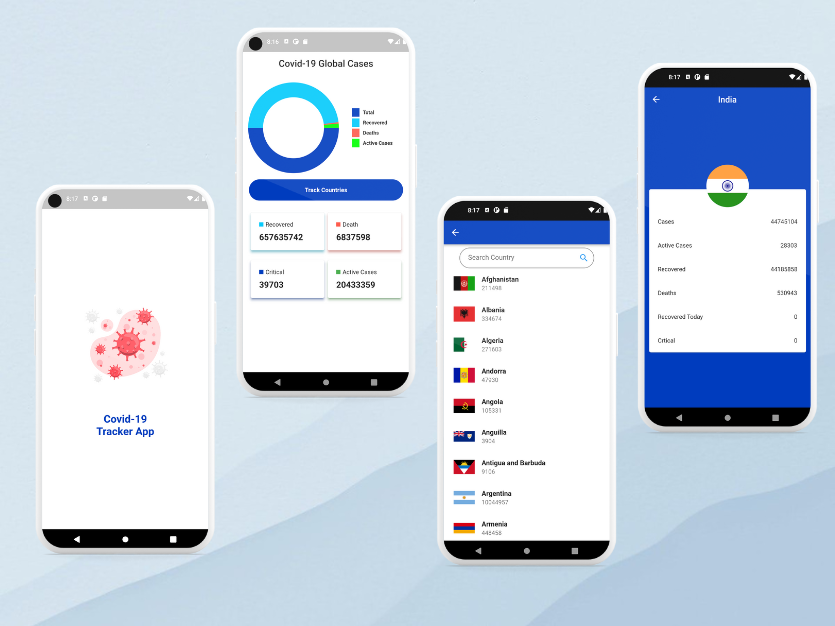 8:17
Covid-19
Tracker App
8:16
Covid-19 Global Cases
Total
Recovered
Deaths
Active Cases
Track Countries
Recovered
657635742
Death
6837598
Critical
39703
Active Cases
20433359
8:17
Search Country
Afghanistan
211498
Albania
334674
Algeria
271603
Andorra
47930
Angola
105331
Anguilla
3904
Antigua and Barbuda
9106
Argentina
10044957
Armenia
446458
8:17
India
Cases 44745104
Active Cases 28303
Recovered 44185858
Deaths 530943
Recovered Today 0
Critical 0